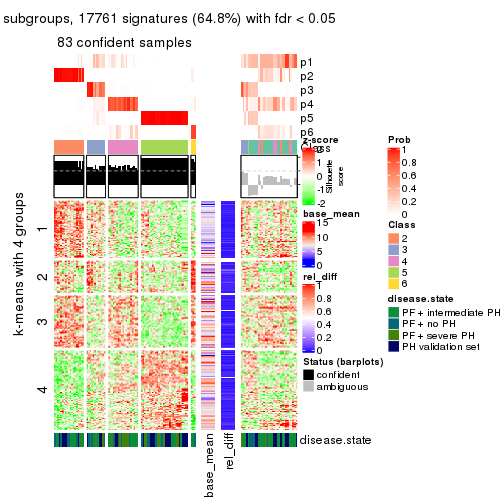 subgroups, 17761 signatures (64.8%) with fdr < 0.05
83 confident samples
p1
p2
p3
p4
p5
p6
Class
Silhouette
score
k-means with 4 groups
1
2
3
4
base_mean
rel_diff
disease.state
z-score
2
1
0
-1
-2
base_mean
15
10
5
0
rel_diff
1
0.8
0.6
0.4
0.2
0
Status (barplots)
confident
ambiguous
Prob
1
0.8
0.6
0.4
0.2
0
Class
2
3
4
5
6
disease.state
PF + intermediate PH
PF + no PH
PF + severe PH
PH validation set